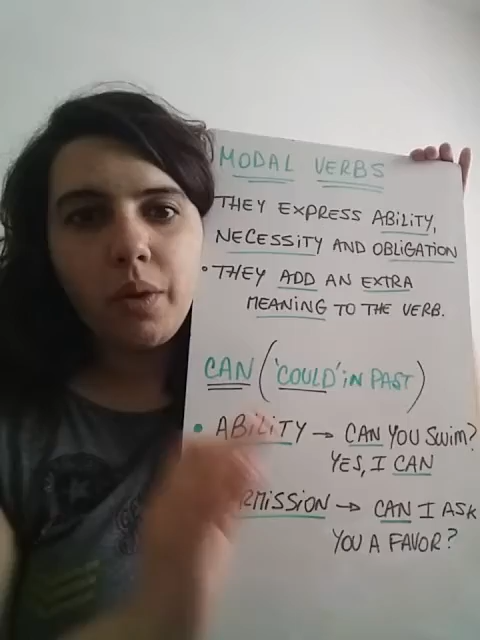 MODAL VERBS
THEY EXPRESS ABILITY,
NECESSITY AND OBLIGATION
• THEY ADD AN EXTRA
MEANING TO THE VERB.
CAN ('COULD' IN PAST)
• ABILITY → CAN YOU SWIM?
YES, I CAN
RMISSION → CAN I ASK
YOU A FAVOR?